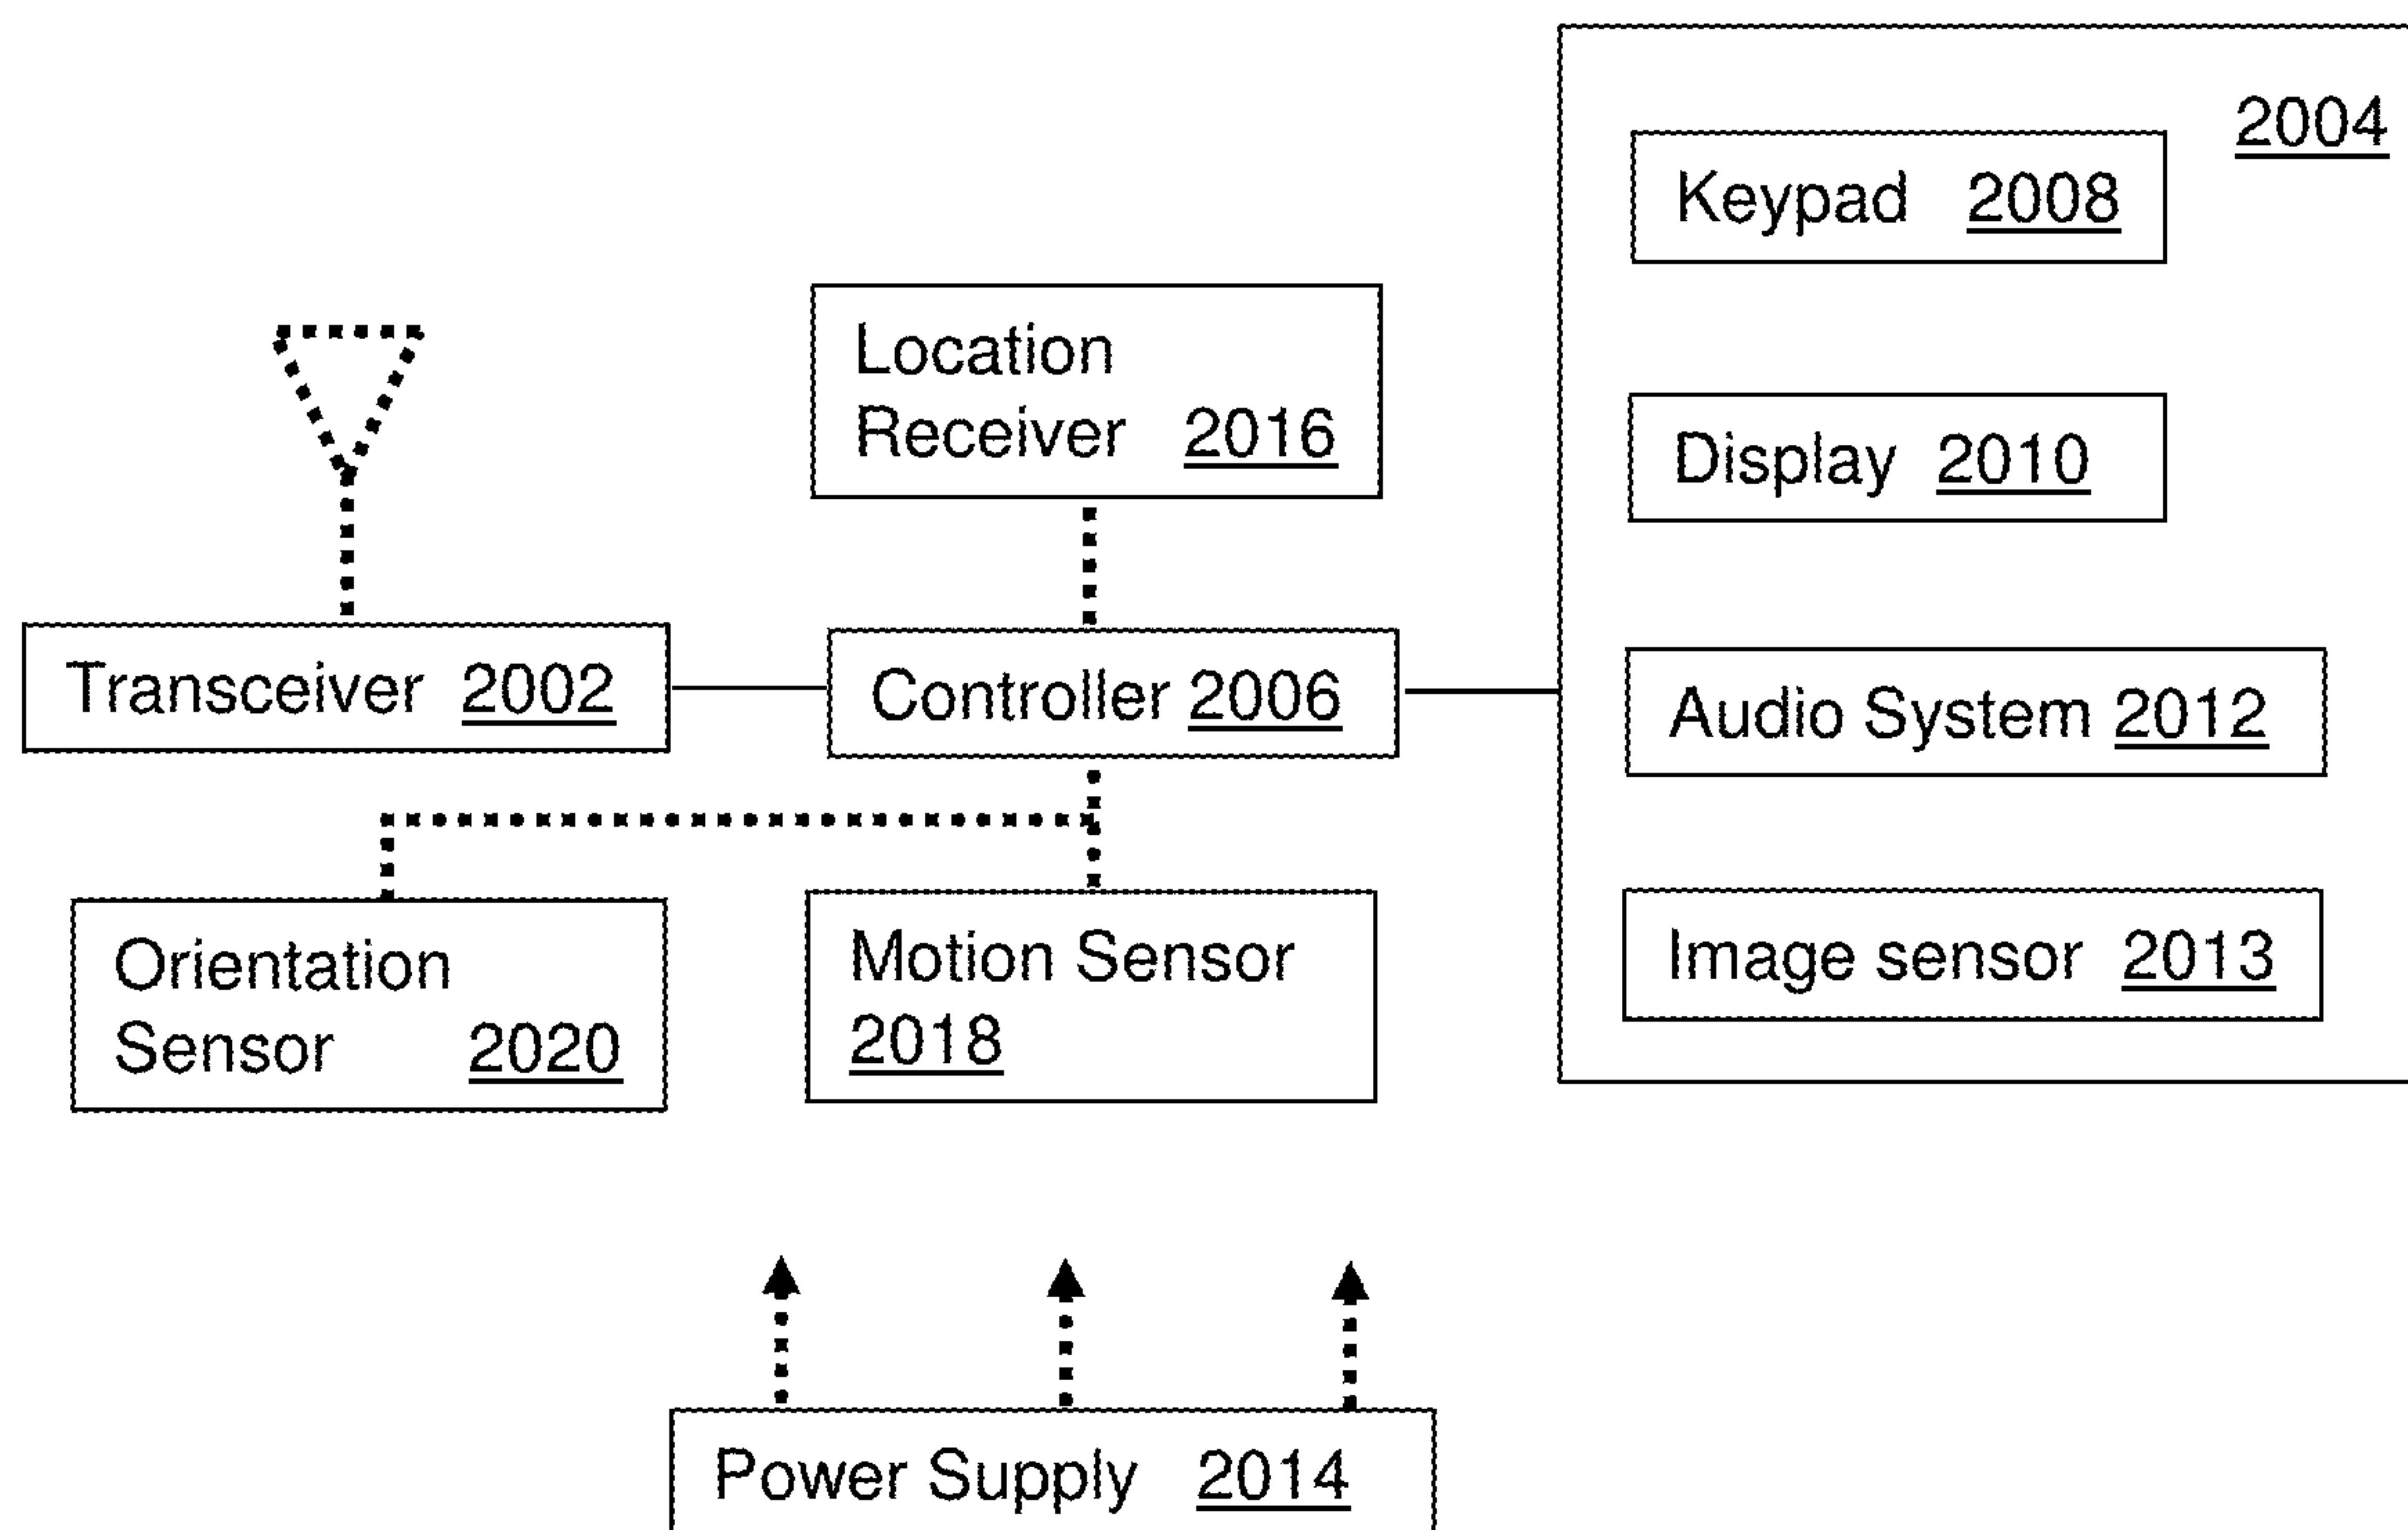 2004
Keypad 2008
Location
Receiver 2016
Display 2010
Transceiver 2002
Controller 2006
Audio System 2012
Orientation
Sensor 2020
Motion Sensor
2018
Image sensor 2013
Power Supply 2014